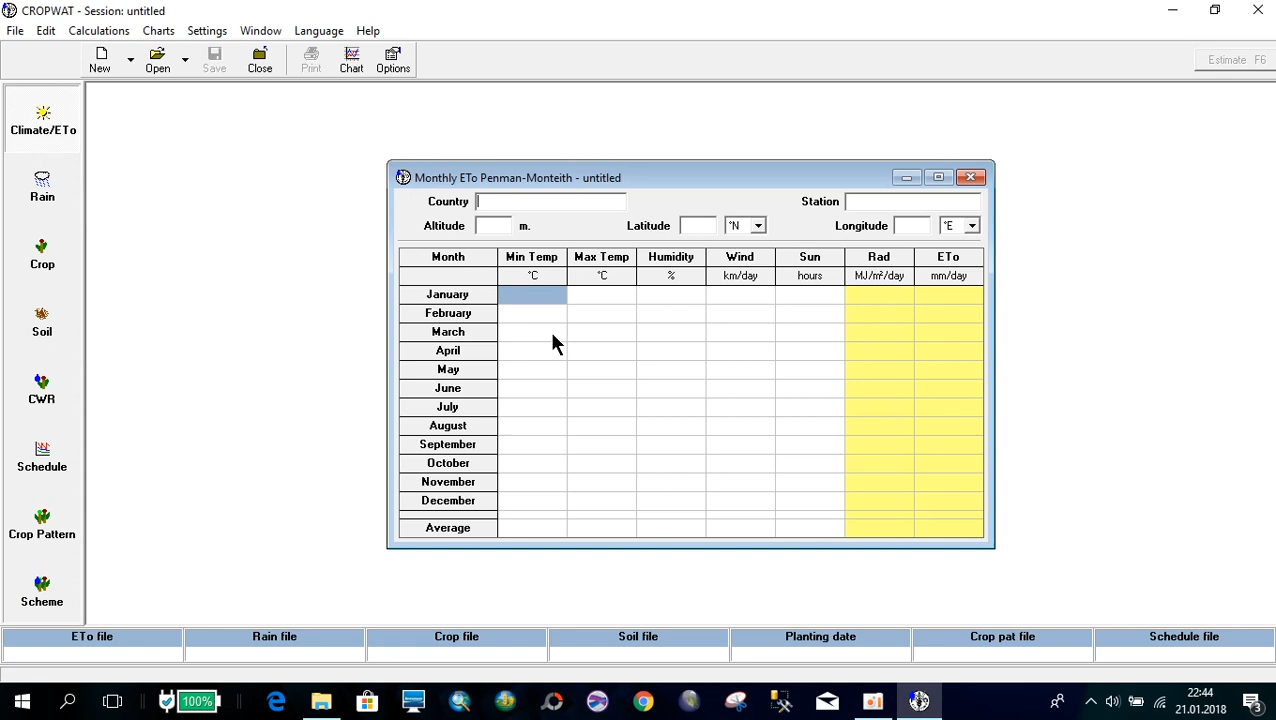 CROPWAT - Session: untitled
File Edit Calculations Charts Settings Window Language Help
New Open Save Close Print Chart Options Estimate F6
Climate/ETo
Rain
Crop
Soil
CWR
Schedule
Crop Pattern
Scheme
Monthly ETo Penman-Monteith - untitled
Country Station
Altitude m. Latitude °N Longitude °E
Month Min Temp Max Temp Humidity Wind Sun Rad ETo
°C °C % km/day hours MJ/m²/day mm/day
January
February
March
April
May
June
July
August
September
October
November
December
Average
ETo file Rain file Crop file Soil file Planting date Crop pat file Schedule file
100% 22:44
21.01.2018
3